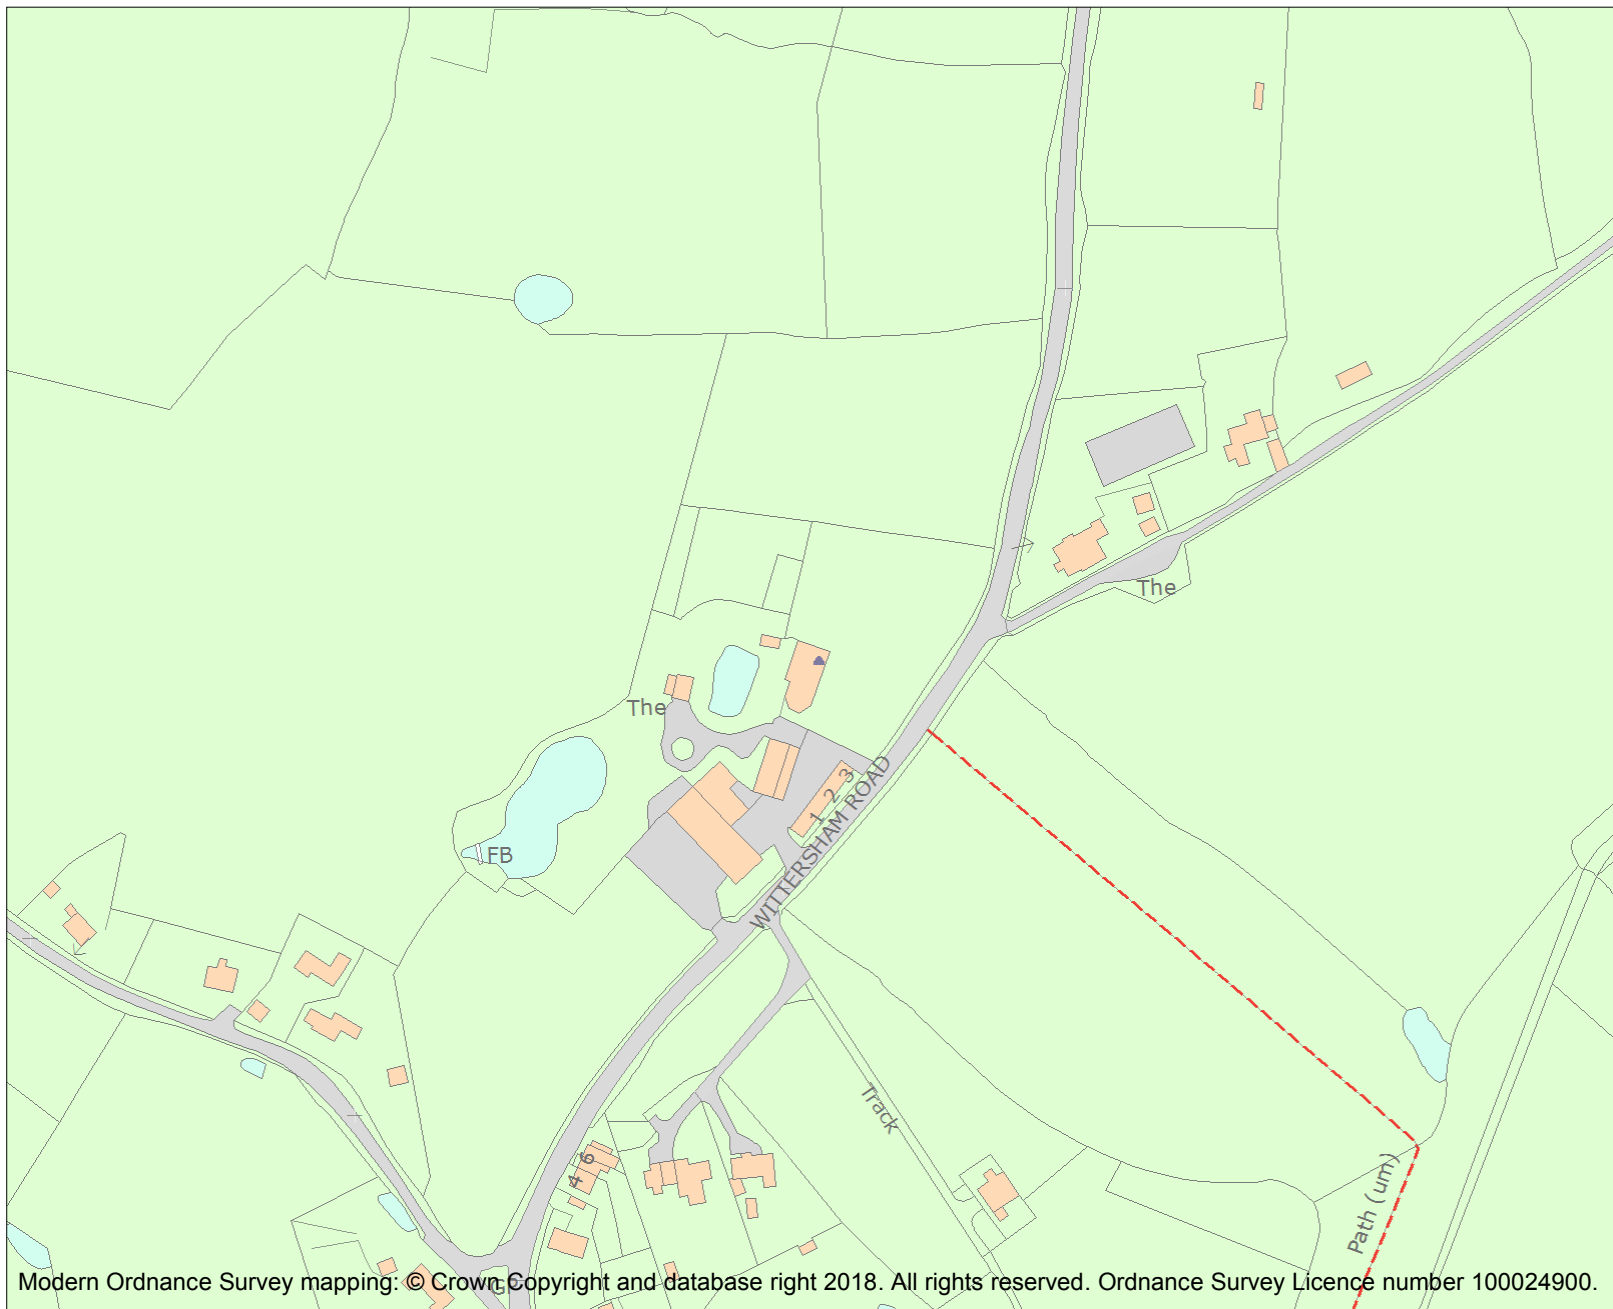 The
The
FB
1 2 3
WITTERSHAM ROAD
Track
4 6
Path (um)
GP
Modern Ordnance Survey mapping: © Crown Copyright and database right 2018. All rights reserved. Ordnance Survey Licence number 100024900.